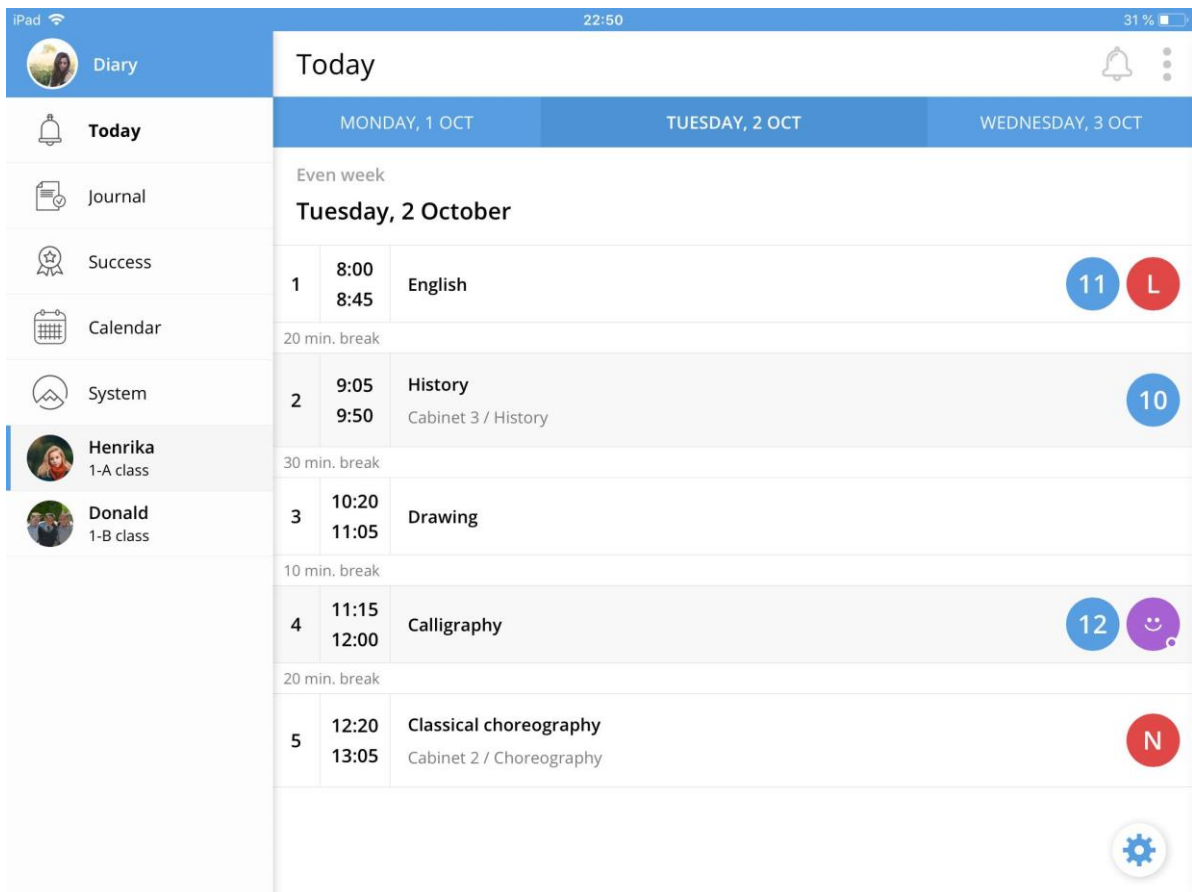 iPad 22:50 31 %
Diary
Today
Journal
Success
Calendar
System
Henrika
1-A class
Donald
1-B class
Today
MONDAY, 1 OCT TUESDAY, 2 OCT WEDNESDAY, 3 OCT
Even week
Tuesday, 2 October
1 8:00 8:45 English 11 L
20 min. break
2 9:05 9:50 History Cabinet 3 / History 10
30 min. break
3 10:20 11:05 Drawing
10 min. break
4 11:15 12:00 Calligraphy 12
20 min. break
5 12:20 13:05 Classical choreography Cabinet 2 / Choreography N